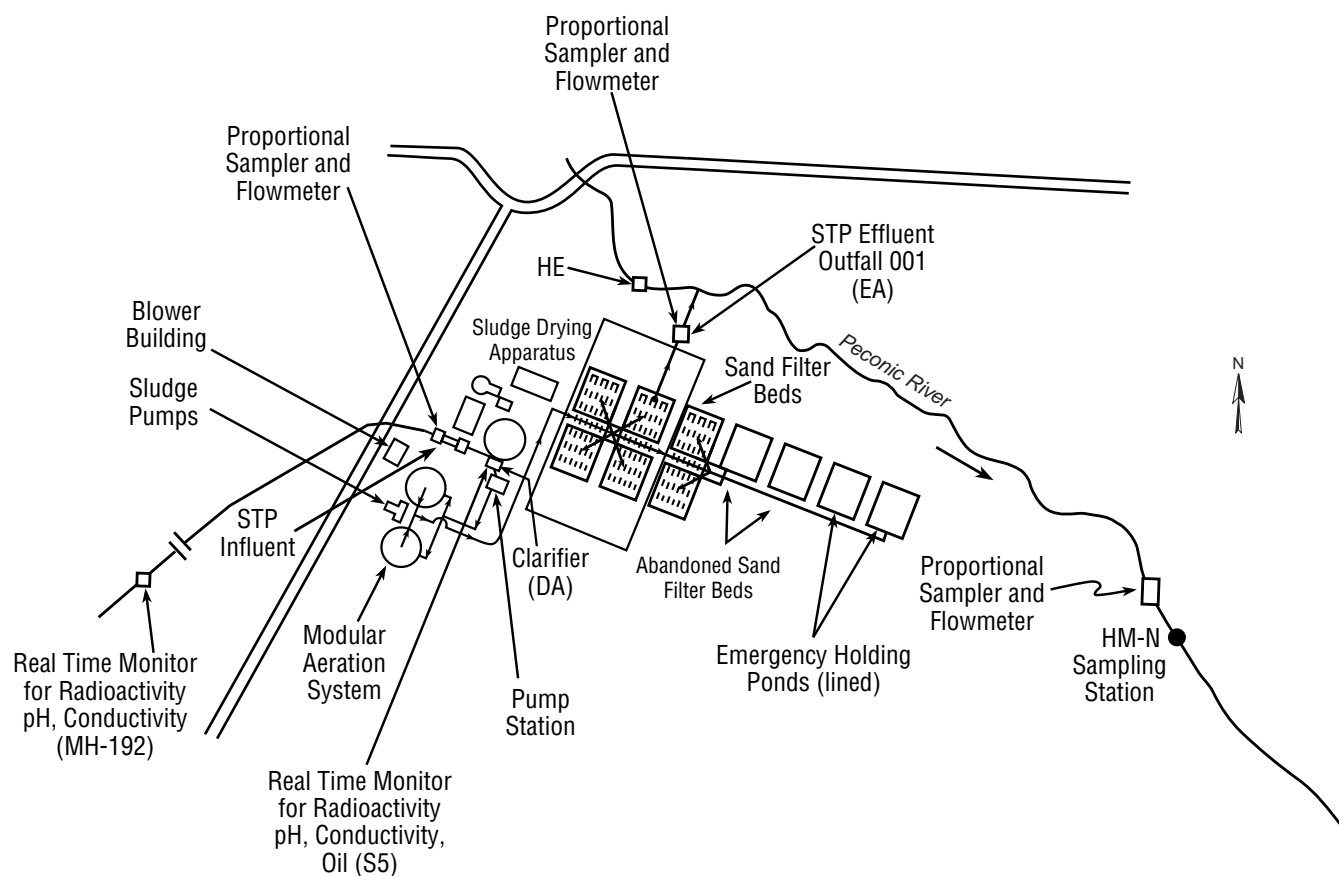 Proportional
Sampler and
Flowmeter
Proportional
Sampler and
Flowmeter
STP Effluent
Outfall 001
(EA)
HE
Blower
Building
Sludge Drying
Apparatus
Sand Filter
Beds
Peconic River
N
Sludge
Pumps
STP
Influent
Clarifier
(DA)
Abandoned Sand
Filter Beds
Proportional
Sampler and
Flowmeter
Modular
Aeration
System
Emergency Holding
Ponds (lined)
HM-N
Sampling
Station
Real Time Monitor
for Radioactivity
pH, Conductivity
(MH-192)
Pump
Station
Real Time Monitor
for Radioactivity
pH, Conductivity,
Oil (S5)